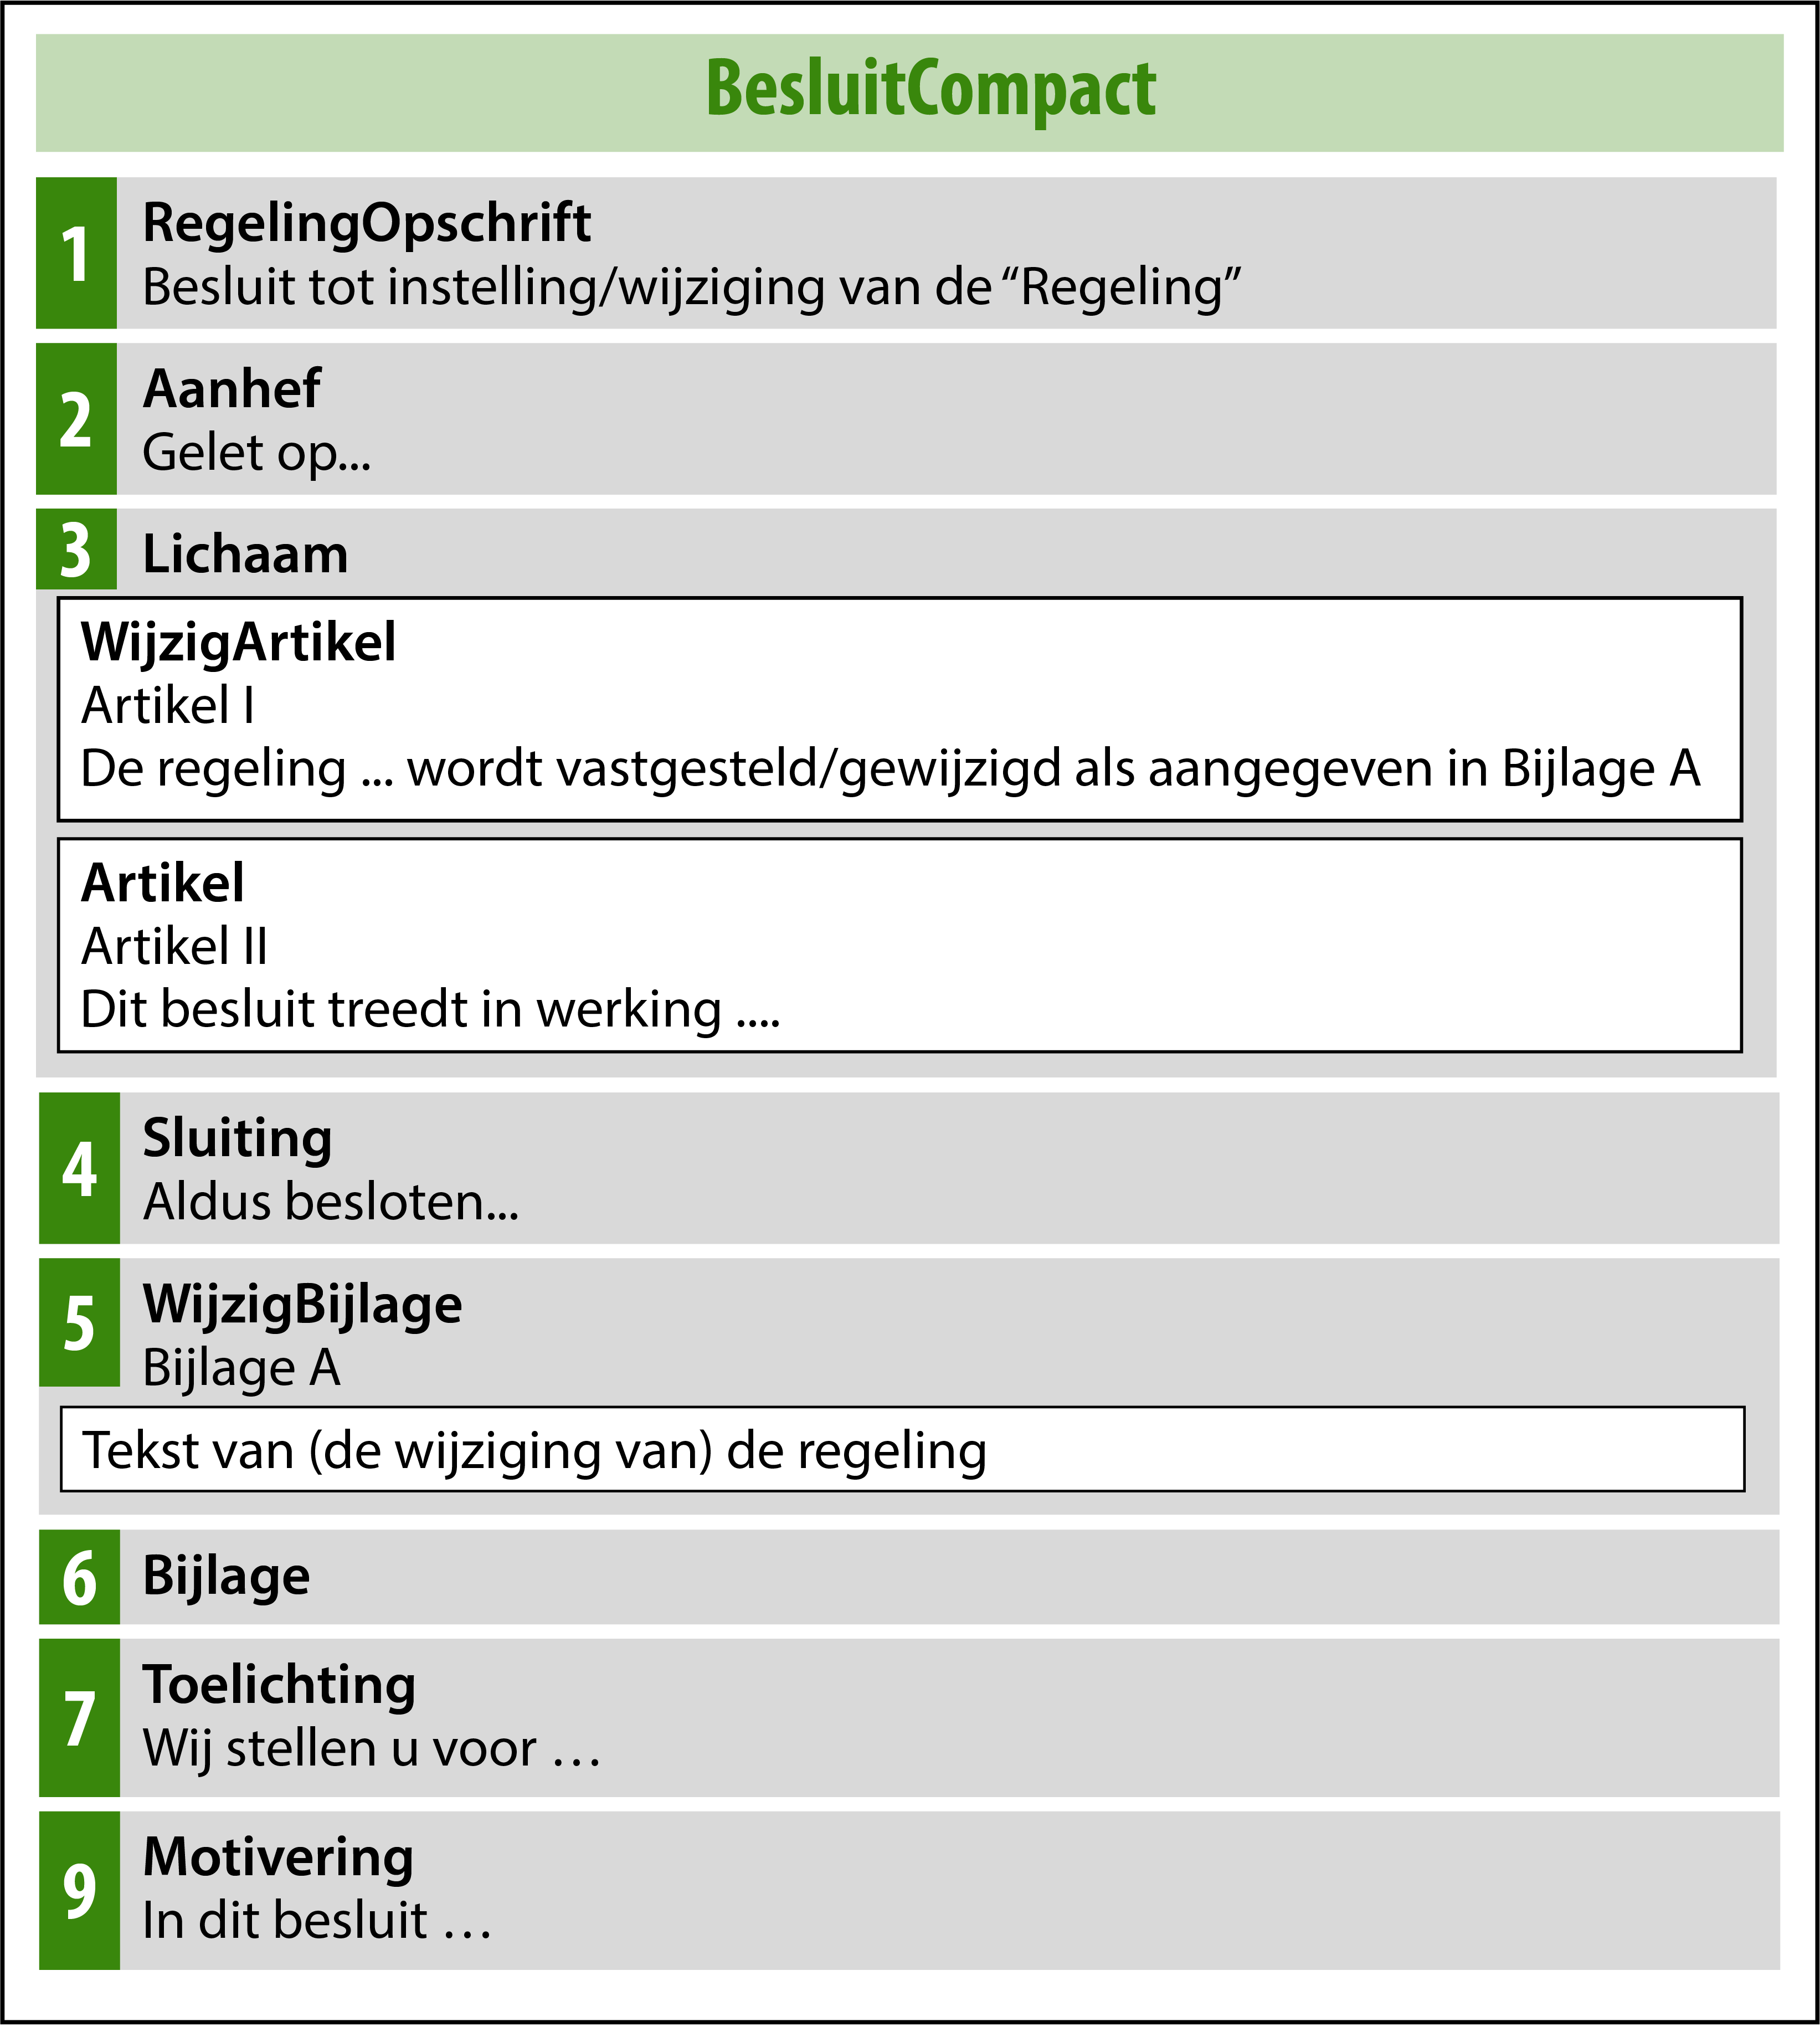 BesluitCompact
1
RegelingOpschrift
Besluit tot instelling/wijziging van de “Regeling”
2
Aanhef
Gelet op...
3
Lichaam
WijzigArtikel
Artikel I
De regeling ... wordt vastgesteld/gewijzigd als aangegeven in Bijlage A
Artikel
Artikel II
Dit besluit treedt in werking ....
4
Sluiting
Aldus besloten...
5
WijzigBijlage
Bijlage A
Tekst van (de wijziging van) de regeling
6
Bijlage
7
Toelichting
Wij stellen u voor …
9
Motivering
In dit besluit …